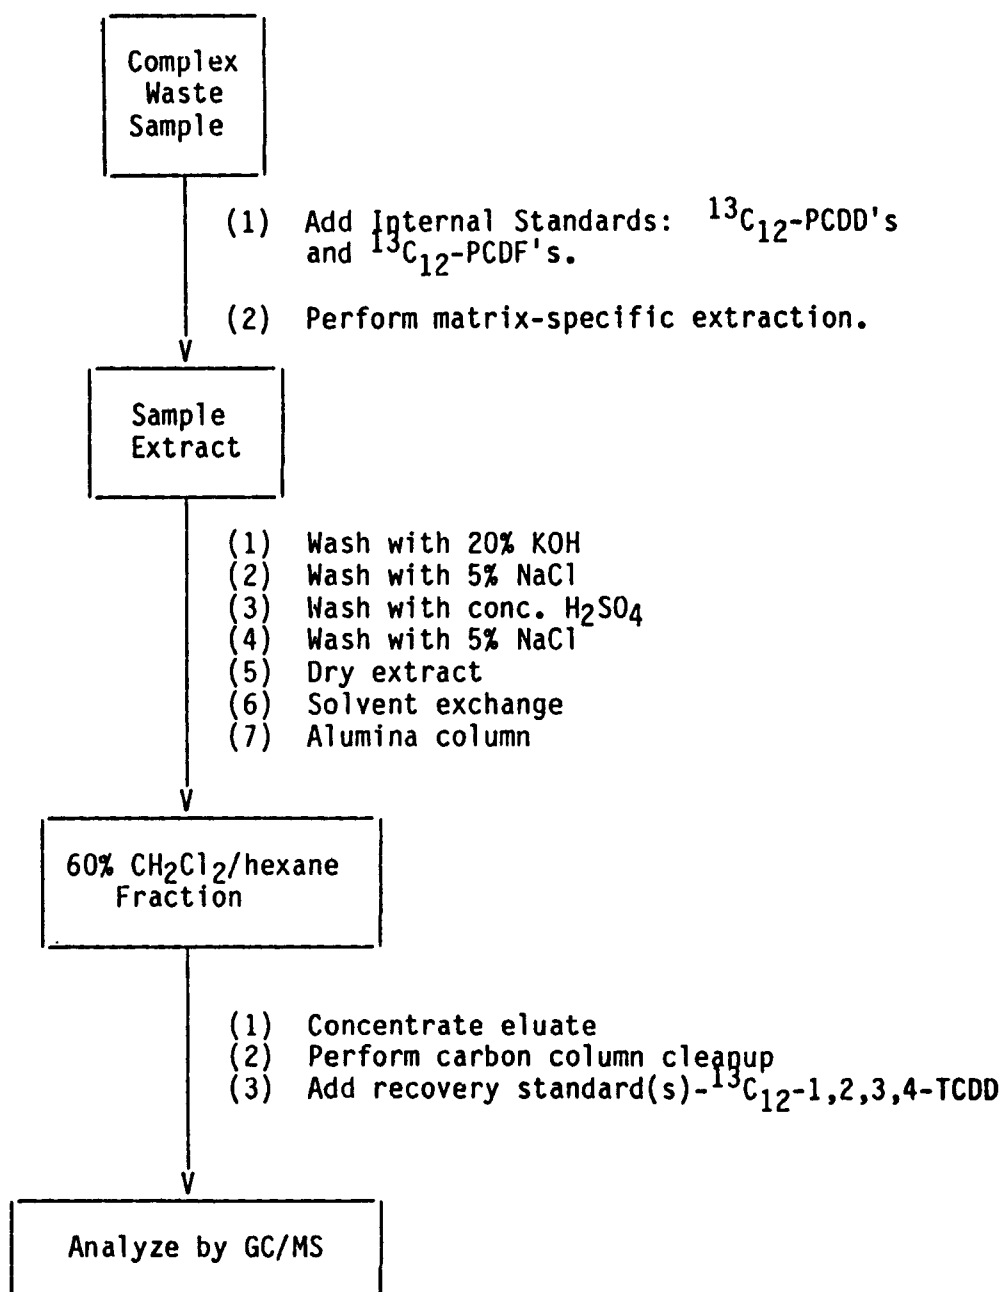 Complex
Waste
Sample
(1) Add Internal Standards: ¹³C₁₂-PCDD's
and ¹³C₁₂-PCDF's.
(2) Perform matrix-specific extraction.
Sample
Extract
(1) Wash with 20% KOH
(2) Wash with 5% NaCl
(3) Wash with conc. H₂SO₄
(4) Wash with 5% NaCl
(5) Dry extract
(6) Solvent exchange
(7) Alumina column
60% CH₂Cl₂/hexane
Fraction
(1) Concentrate eluate
(2) Perform carbon column cleanup
(3) Add recovery standard(s)-¹³C₁₂-1,2,3,4-TCDD
Analyze by GC/MS